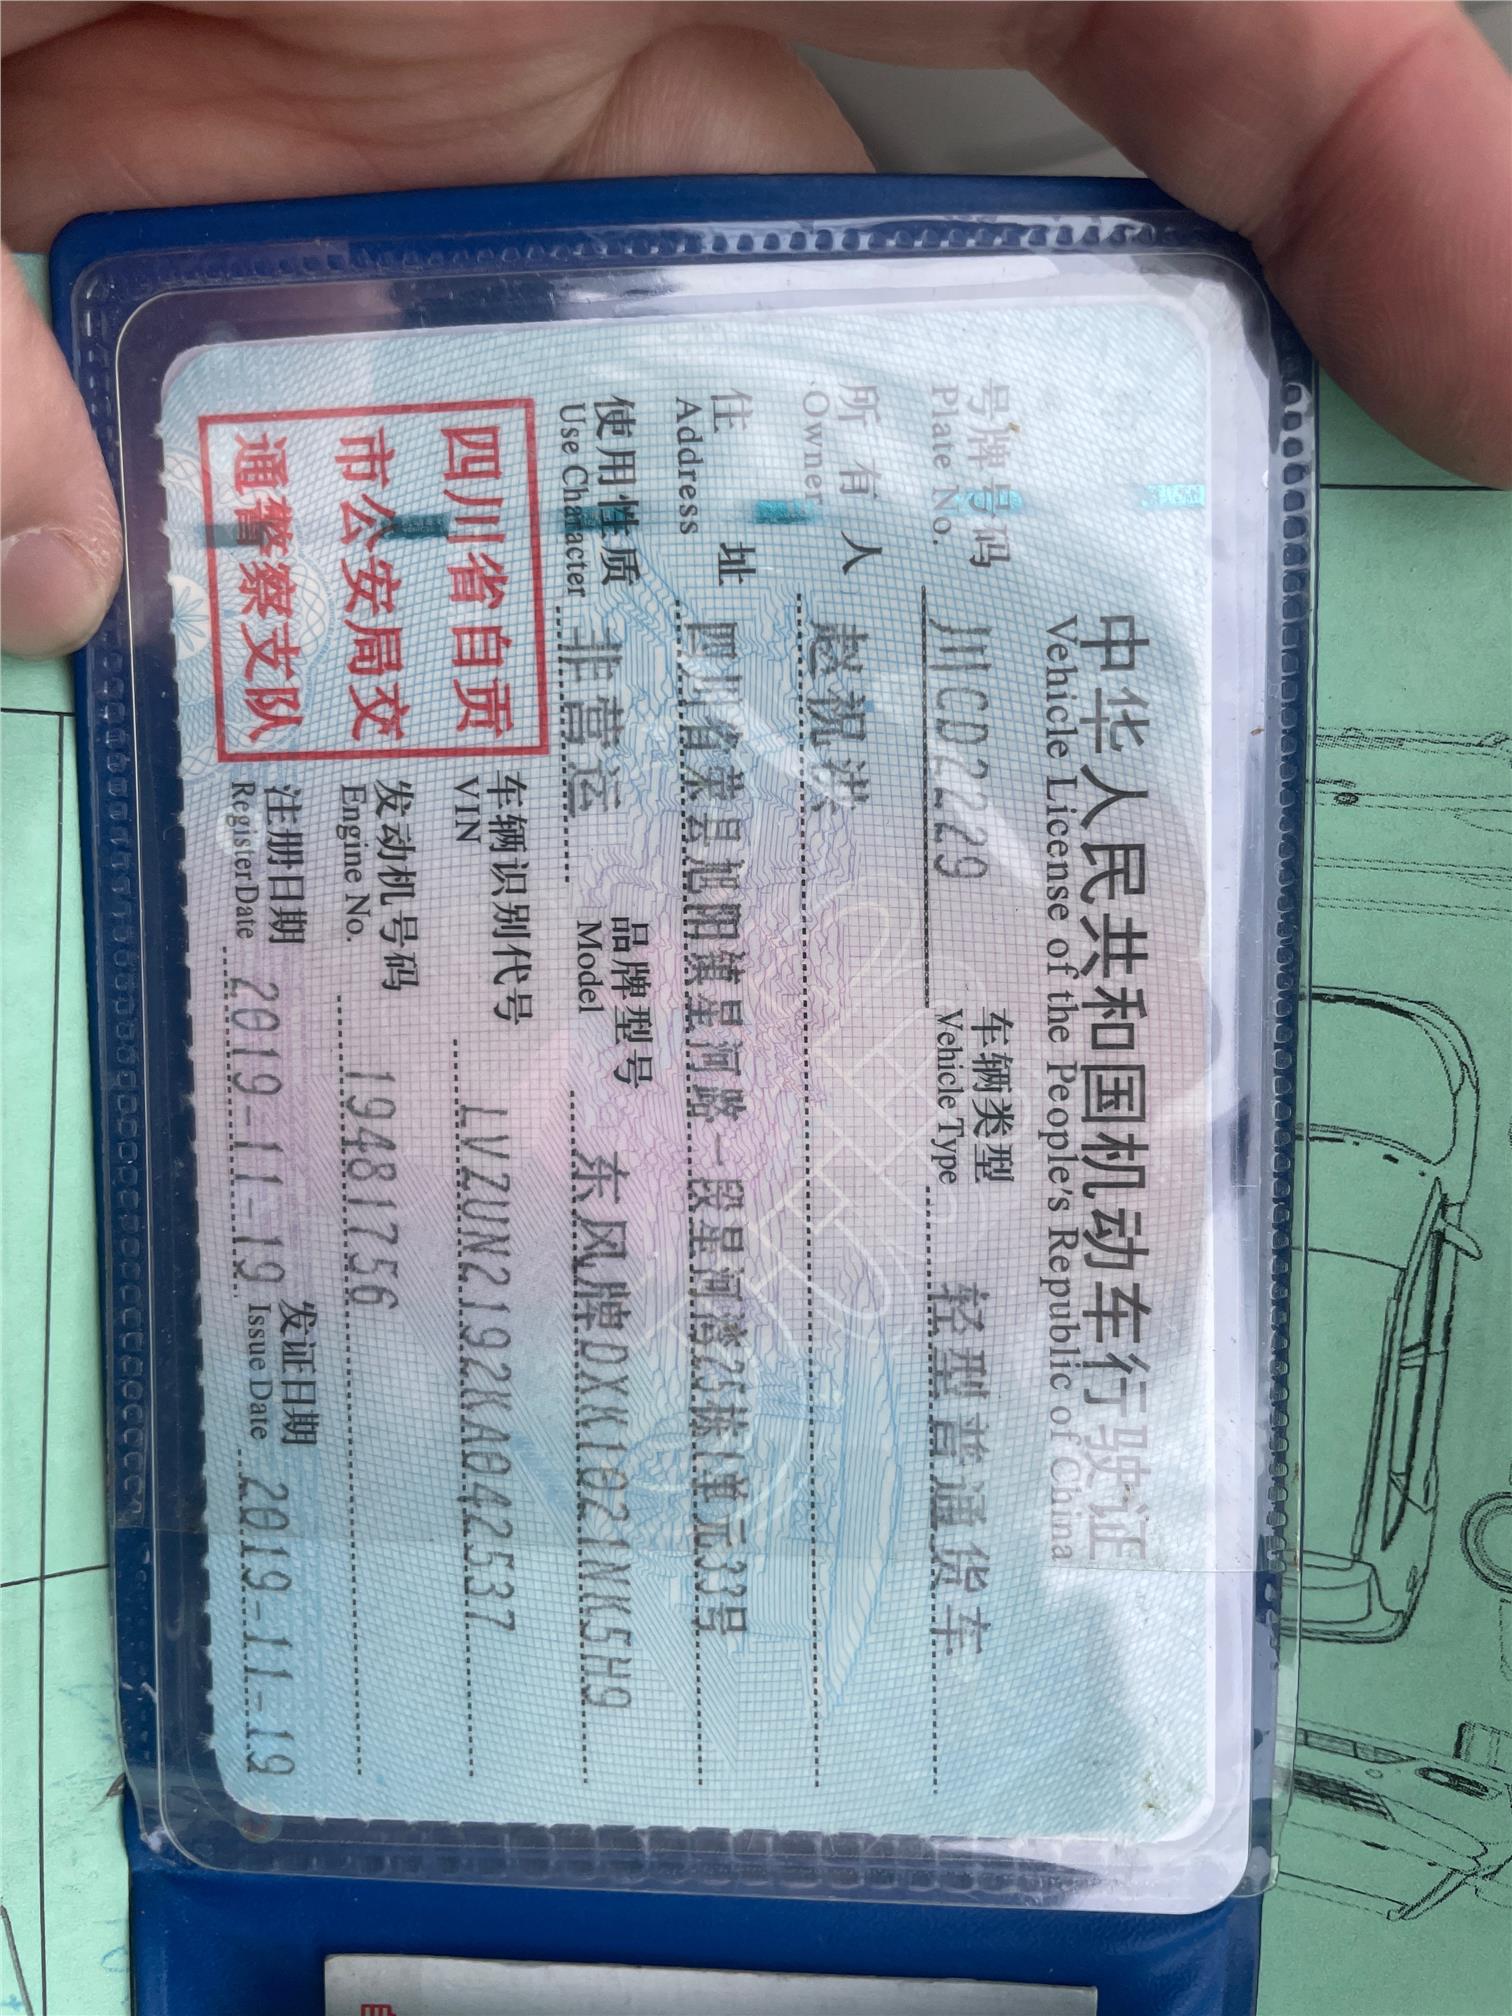 中华人民共和国机动车行驶证
Vehicle License of the People's Republic of China
号牌号码 川CD2229 车辆类型 轻型普通货车
Plate No. Vehicle Type
所有人 赵祝洪
Owner
住址 四川省荣县旭阳镇星河路一段星河湾25栋1单元33号
Address
使用性质 非营运 品牌型号 东风牌DXK1021NK5H9
Use Character Model
四川省自贡
市公安局交
通警察支队
车辆识别代号 LVZUN2192KA042537
VIN
发动机号码 19481756
Engine No.
注册日期 2019-11-19 发证日期 2019-11-19
Register Date Issue Date